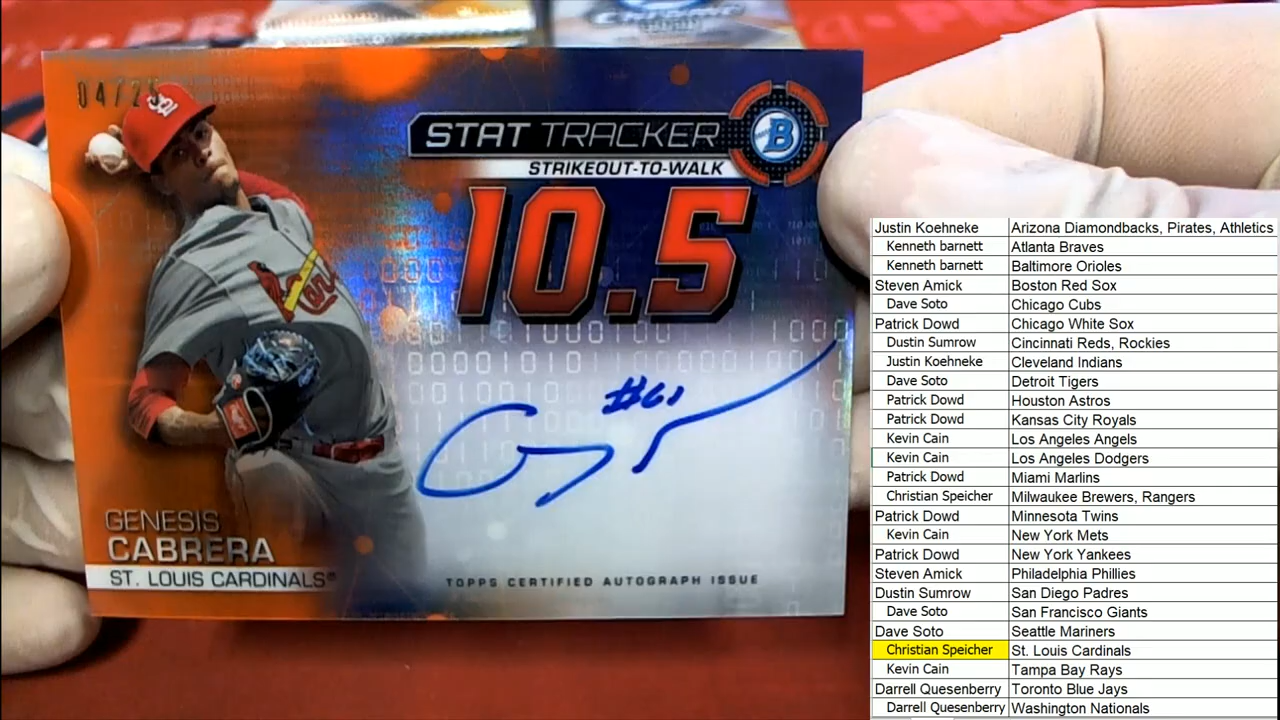 04/25
STAT TRACKER
B
STRIKEOUT-TO-WALK
10.5
#61
GENESIS
CABRERA
ST. LOUIS CARDINALS®
TOPPS CERTIFIED AUTOGRAPH ISSUE
Justin Koehneke Arizona Diamondbacks, Pirates, Athletics
Kenneth barnett Atlanta Braves
Kenneth barnett Baltimore Orioles
Steven Amick Boston Red Sox
Dave Soto Chicago Cubs
Patrick Dowd Chicago White Sox
Dustin Sumrow Cincinnati Reds, Rockies
Justin Koehneke Cleveland Indians
Dave Soto Detroit Tigers
Patrick Dowd Houston Astros
Patrick Dowd Kansas City Royals
Kevin Cain Los Angeles Angels
Kevin Cain Los Angeles Dodgers
Patrick Dowd Miami Marlins
Christian Speicher Milwaukee Brewers, Rangers
Patrick Dowd Minnesota Twins
Kevin Cain New York Mets
Patrick Dowd New York Yankees
Steven Amick Philadelphia Phillies
Dustin Sumrow San Diego Padres
Dave Soto San Francisco Giants
Dave Soto Seattle Mariners
Christian Speicher St. Louis Cardinals
Kevin Cain Tampa Bay Rays
Darrell Quesenberry Toronto Blue Jays
Darrell Quesenberry Washington Nationals